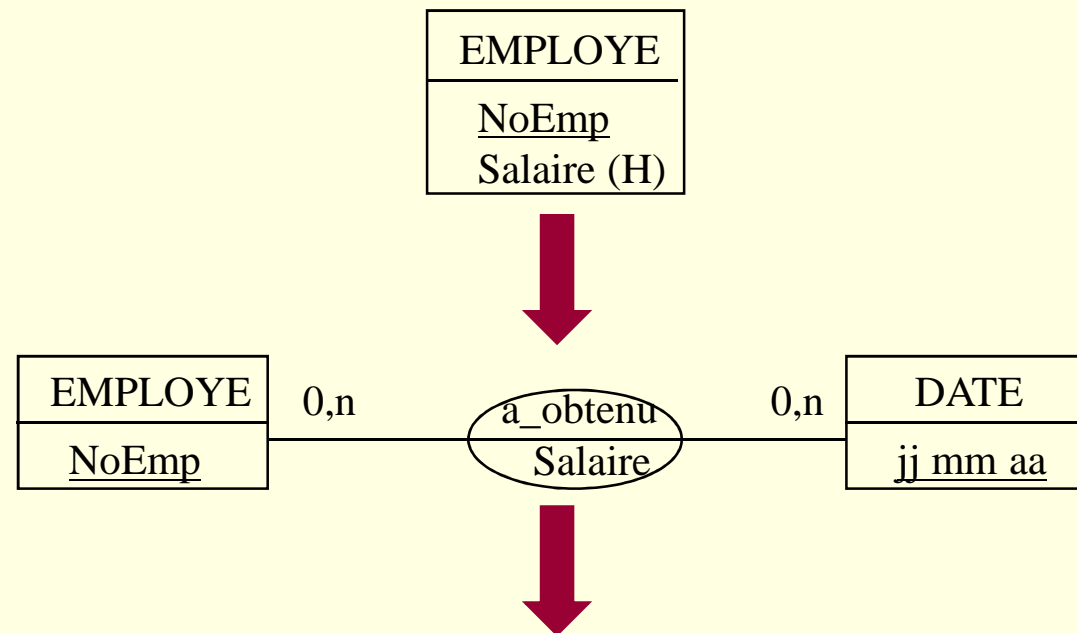 EMPLOYE
NoEmp
Salaire (H)
EMPLOYE
NoEmp
0,n
a_obtenu
Salaire
0,n
DATE
jj mm aa